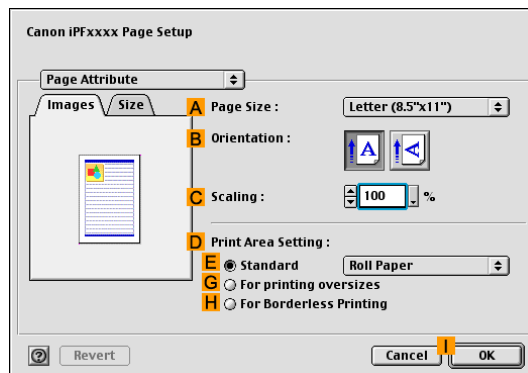 Canon iPFxxxx Page Setup
Page Attribute
Images Size
A Page Size : Letter (8.5"x11")
B Orientation :
A A
C Scaling : 100 %
D Print Area Setting :
E Standard Roll Paper
G For printing oversizes
H For Borderless Printing
I
? Revert Cancel OK